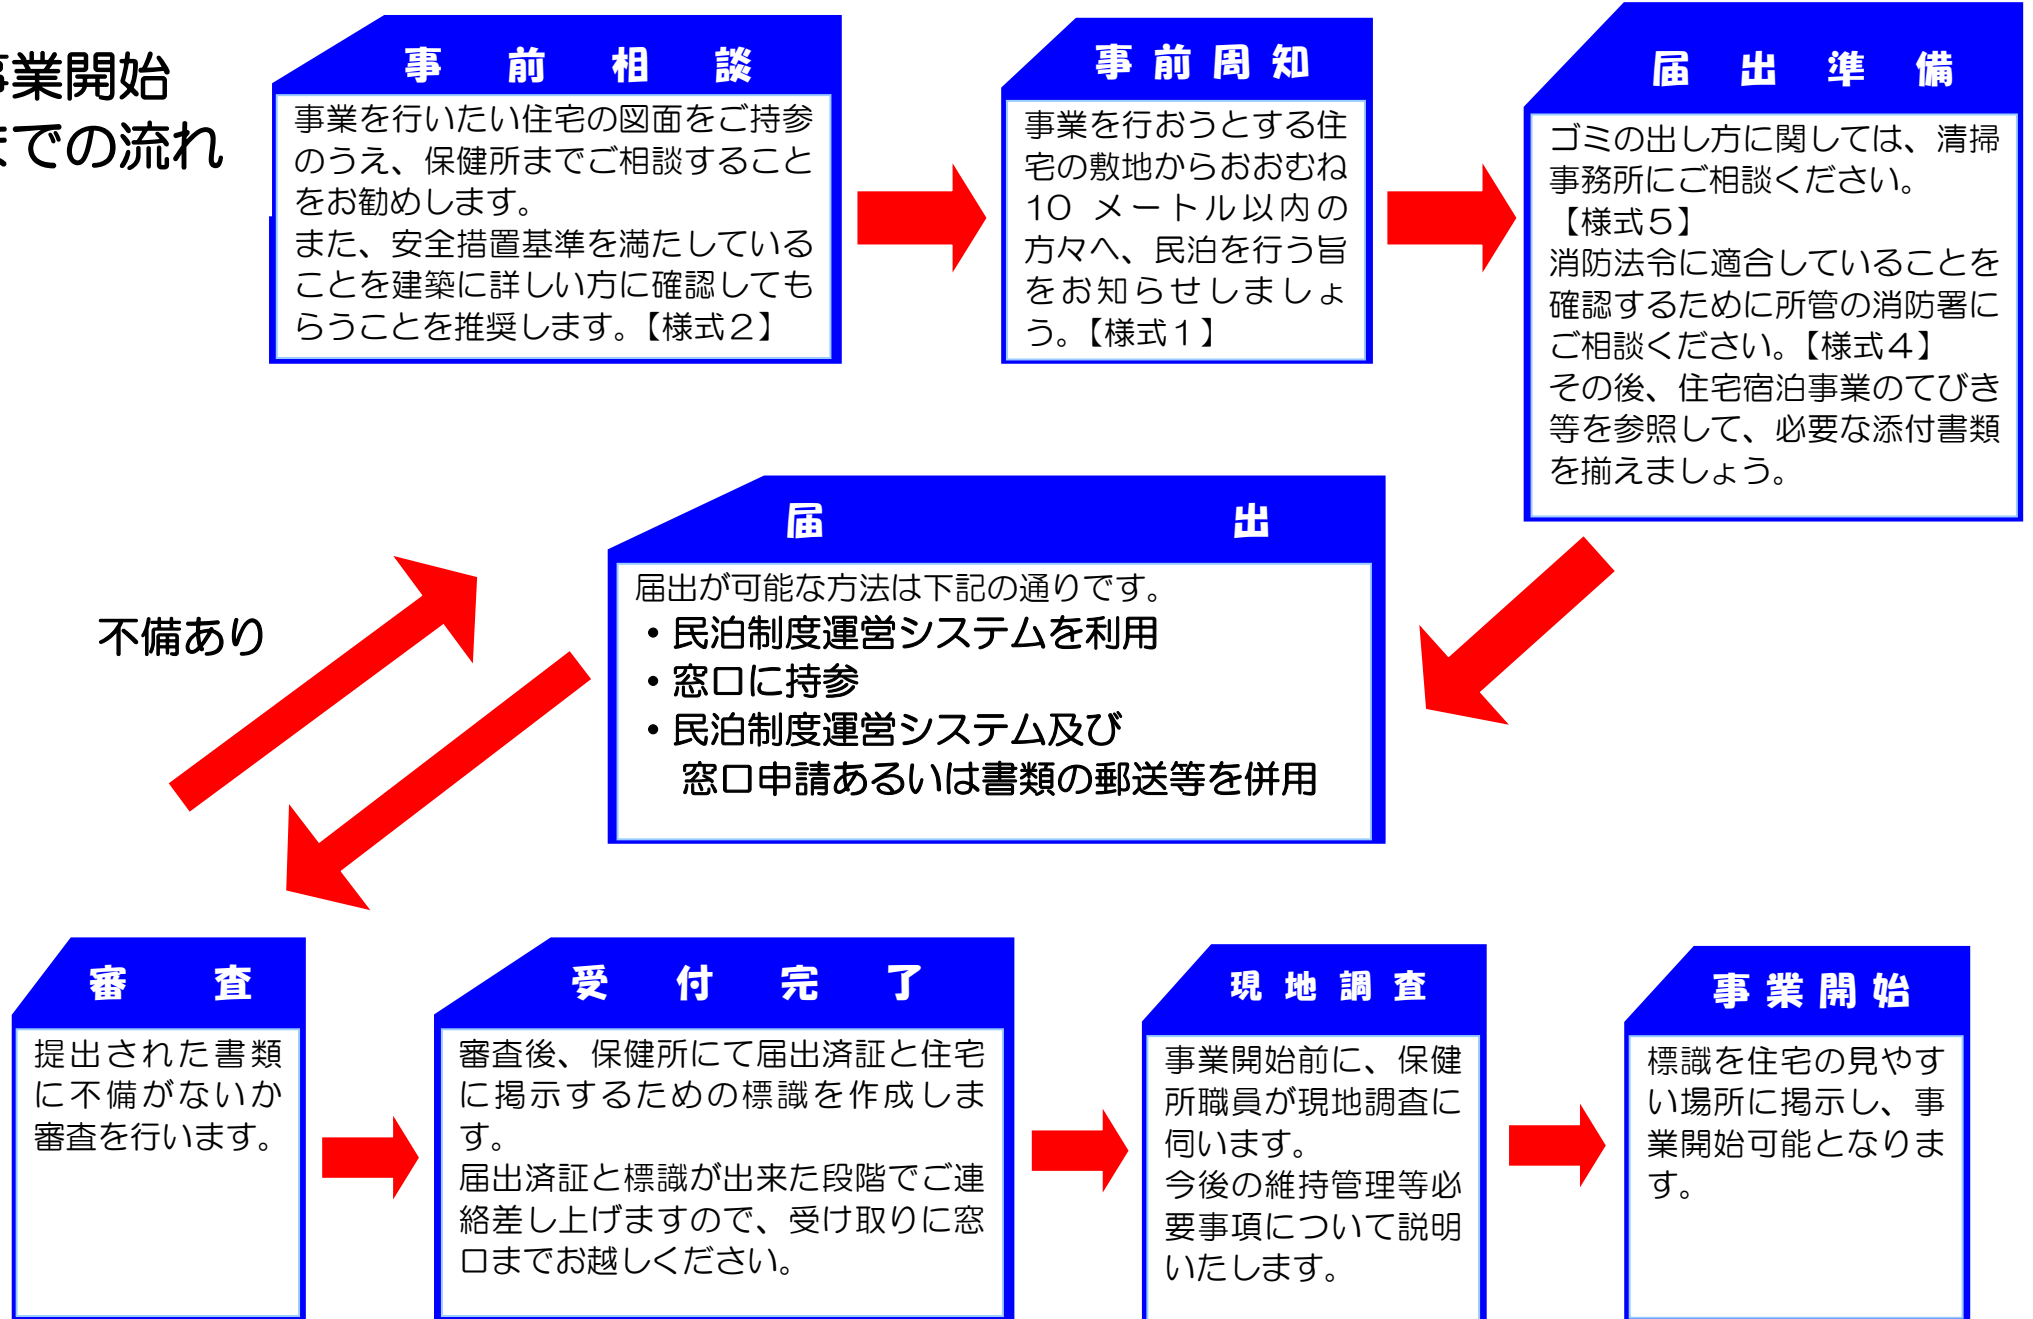 事業開始
までの流れ
事前相談
事業を行いたい住宅の図面をご持参
のうえ、保健所までご相談すること
をお勧めします。
また、安全措置基準を満たしている
ことを建築に詳しい方に確認しても
らうことを推奨します。【様式２】
事前周知
事業を行おうとする住
宅の敷地からおおむね
10 メートル以内の
方々へ、民泊を行う旨
をお知らせしましょ
う。【様式１】
届出準備
ゴミの出し方に関しては、清掃
事務所にご相談ください。
【様式５】
消防法令に適合していることを
確認するために所管の消防署に
ご相談ください。【様式４】
その後、住宅宿泊事業のてびき
等を参照して、必要な添付書類
を揃えましょう。
届出
届出が可能な方法は下記の通りです。
・民泊制度運営システムを利用
・窓口に持参
・民泊制度運営システム及び
窓口申請あるいは書類の郵送等を併用
不備あり
審査
提出された書類
に不備がないか
審査を行います。
受付完了
審査後、保健所にて届出済証と住宅
に掲示するための標識を作成しま
す。
届出済証と標識が出来た段階でご連
絡差し上げますので、受け取りに窓
口までお越しください。
現地調査
事業開始前に、保健
所職員が現地調査に
伺います。
今後の維持管理等必
要事項について説明
いたします。
事業開始
標識を住宅の見やす
い場所に掲示し、事
業開始可能となりま
す。